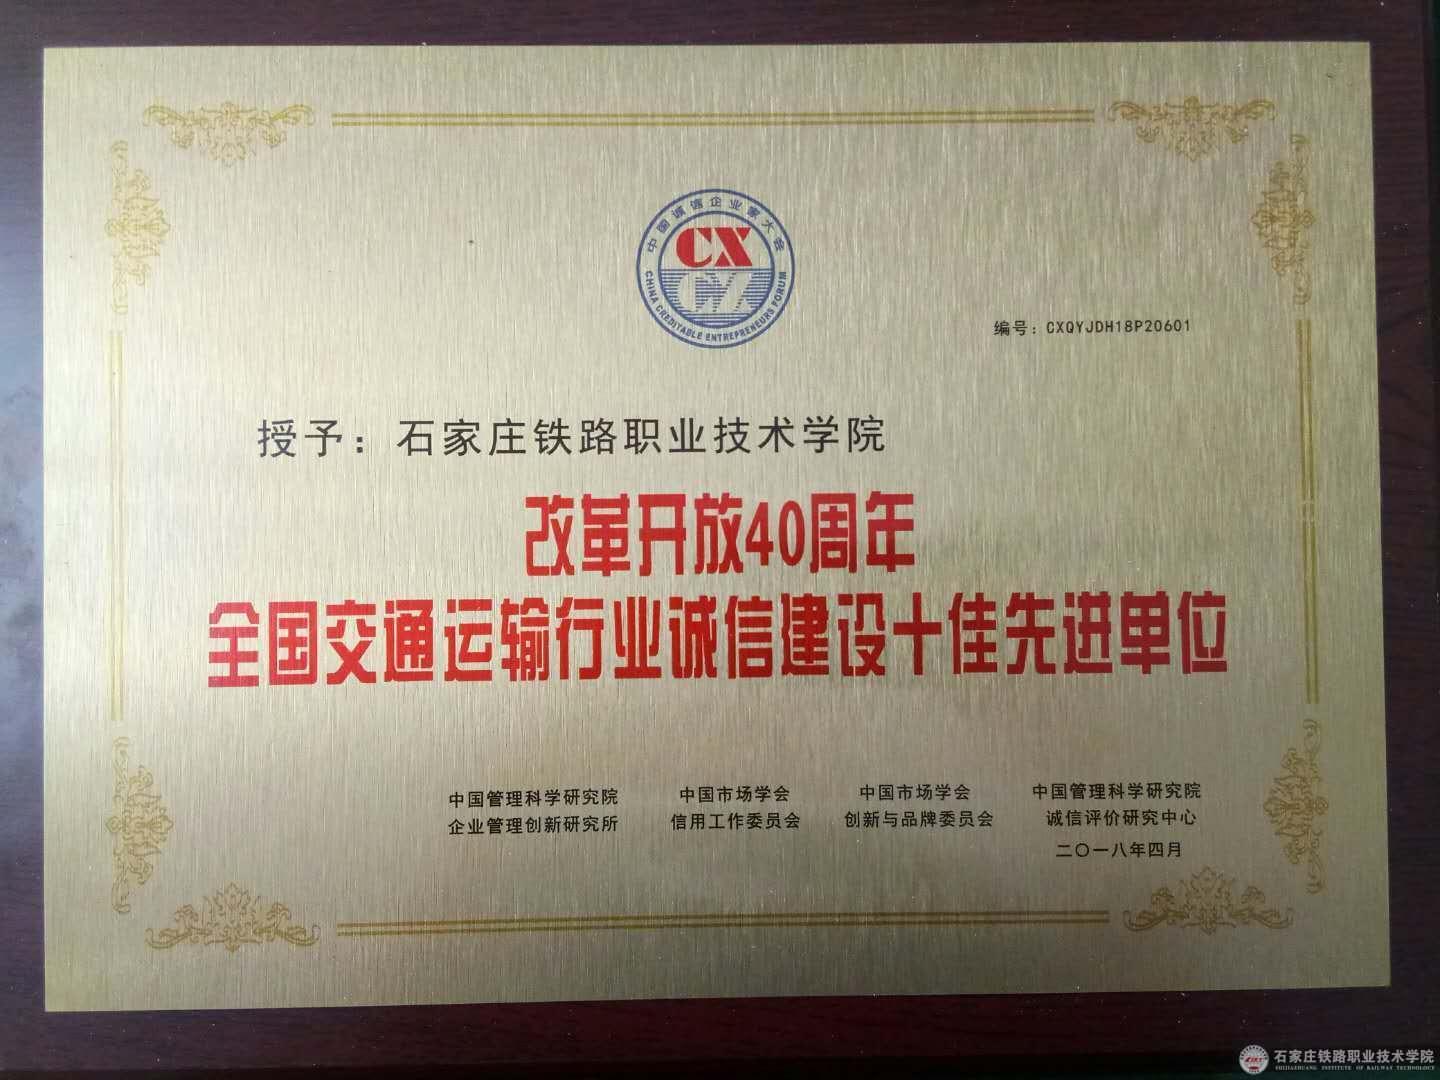 中国诚信企业家大会
CX
CHINA CREDITABLE ENTREPRENEURS FORUM
编号：CXQYJDH18P20601
授予：石家庄铁路职业技术学院
改革开放40周年
全国交通运输行业诚信建设十佳先进单位
中国管理科学研究院
企业管理创新研究所
中国市场学会
信用工作委员会
中国市场学会
创新与品牌委员会
中国管理科学研究院
诚信评价研究中心
二〇一八年四月
石家庄铁路职业技术学院
SHIJIAZHUANG INSTITUTE OF RAILWAY TECHNOLOGY